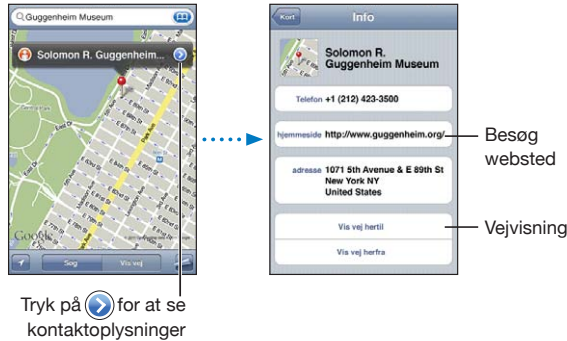 Guggenheim Museum
Solomon R. Guggenheim...
Google
Søg
Vis vej
Tryk på for at se
kontaktoplysninger
Kort
Info
Solomon R.
Guggenheim Museum
Telefon +1 (212) 423-3500
hjemmeside http://www.guggenheim.org/
adresse 1071 5th Avenue & E 89th St
New York NY
United States
Vis vej hertil
Vis vej herfra
Besøg
websted
Vejvisning